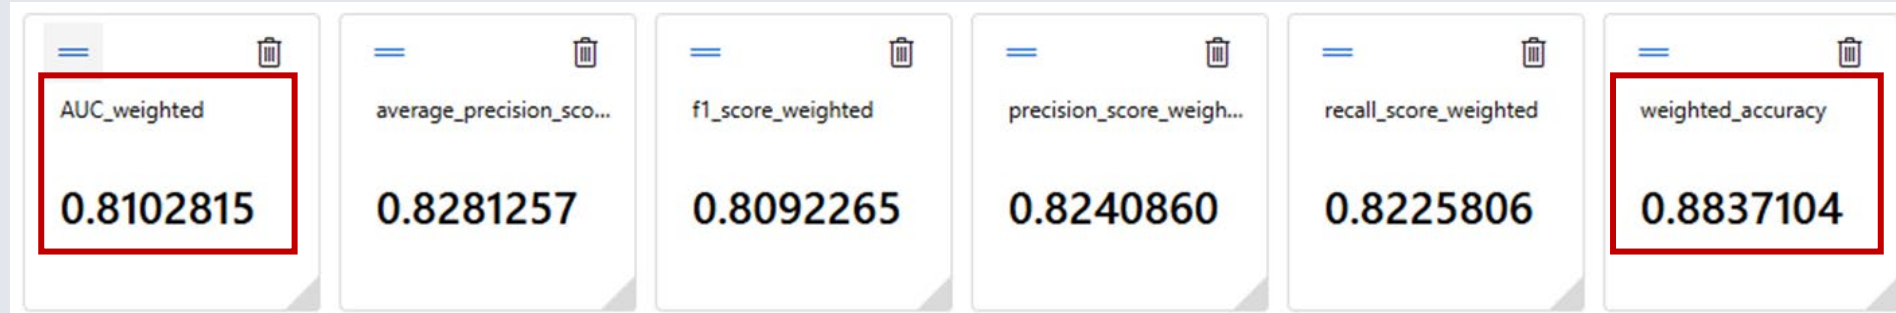 AUC_weighted
0.8102815
average_precision_sco...
0.8281257
f1_score_weighted
0.8092265
precision_score_weigh...
0.8240860
recall_score_weighted
0.8225806
weighted_accuracy
0.8837104